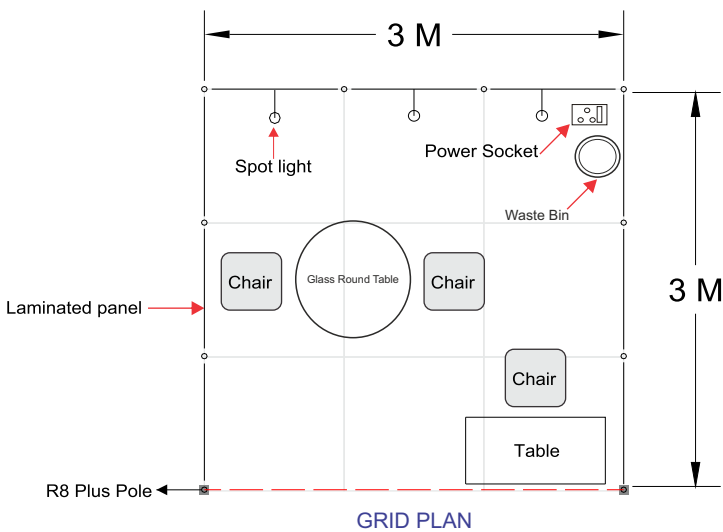 3 M
Spot light
Power Socket
Waste Bin
Chair
Glass Round Table
Chair
3 M
Laminated panel
Chair
Table
R8 Plus Pole
GRID PLAN